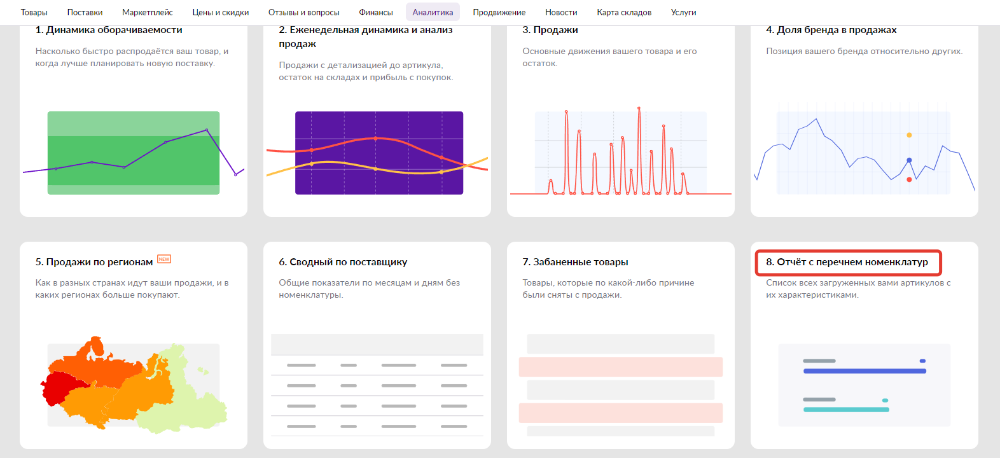 Товары Поставки Маркетплейс Цены и скидки Отзывы и вопросы Финансы Аналитика Продвижение Новости Карта складов Услуги
1. Динамика оборачиваемости
Насколько быстро распродаётся ваш товар, и
когда лучше планировать новую поставку.
2. Еженедельная динамика и анализ
продаж
Продажи с детализацией до артикула,
остаток на складах и прибыль с покупок.
3. Продажи
Основные движения вашего товара и его
остаток.
4. Доля бренда в продажах
Позиция вашего бренда относительно других.
5. Продажи по регионам NEW
Как в разных странах идут ваши продажи, и в
каких регионах больше покупают.
6. Сводный по поставщику
Общие показатели по месяцам и дням без
номенклатуры.
7. Забаненные товары
Товары, которые по какой-либо причине
были сняты с продажи.
8. Отчёт с перечнем номенклатур
Список всех загруженных вами артикулов с
их характеристиками.